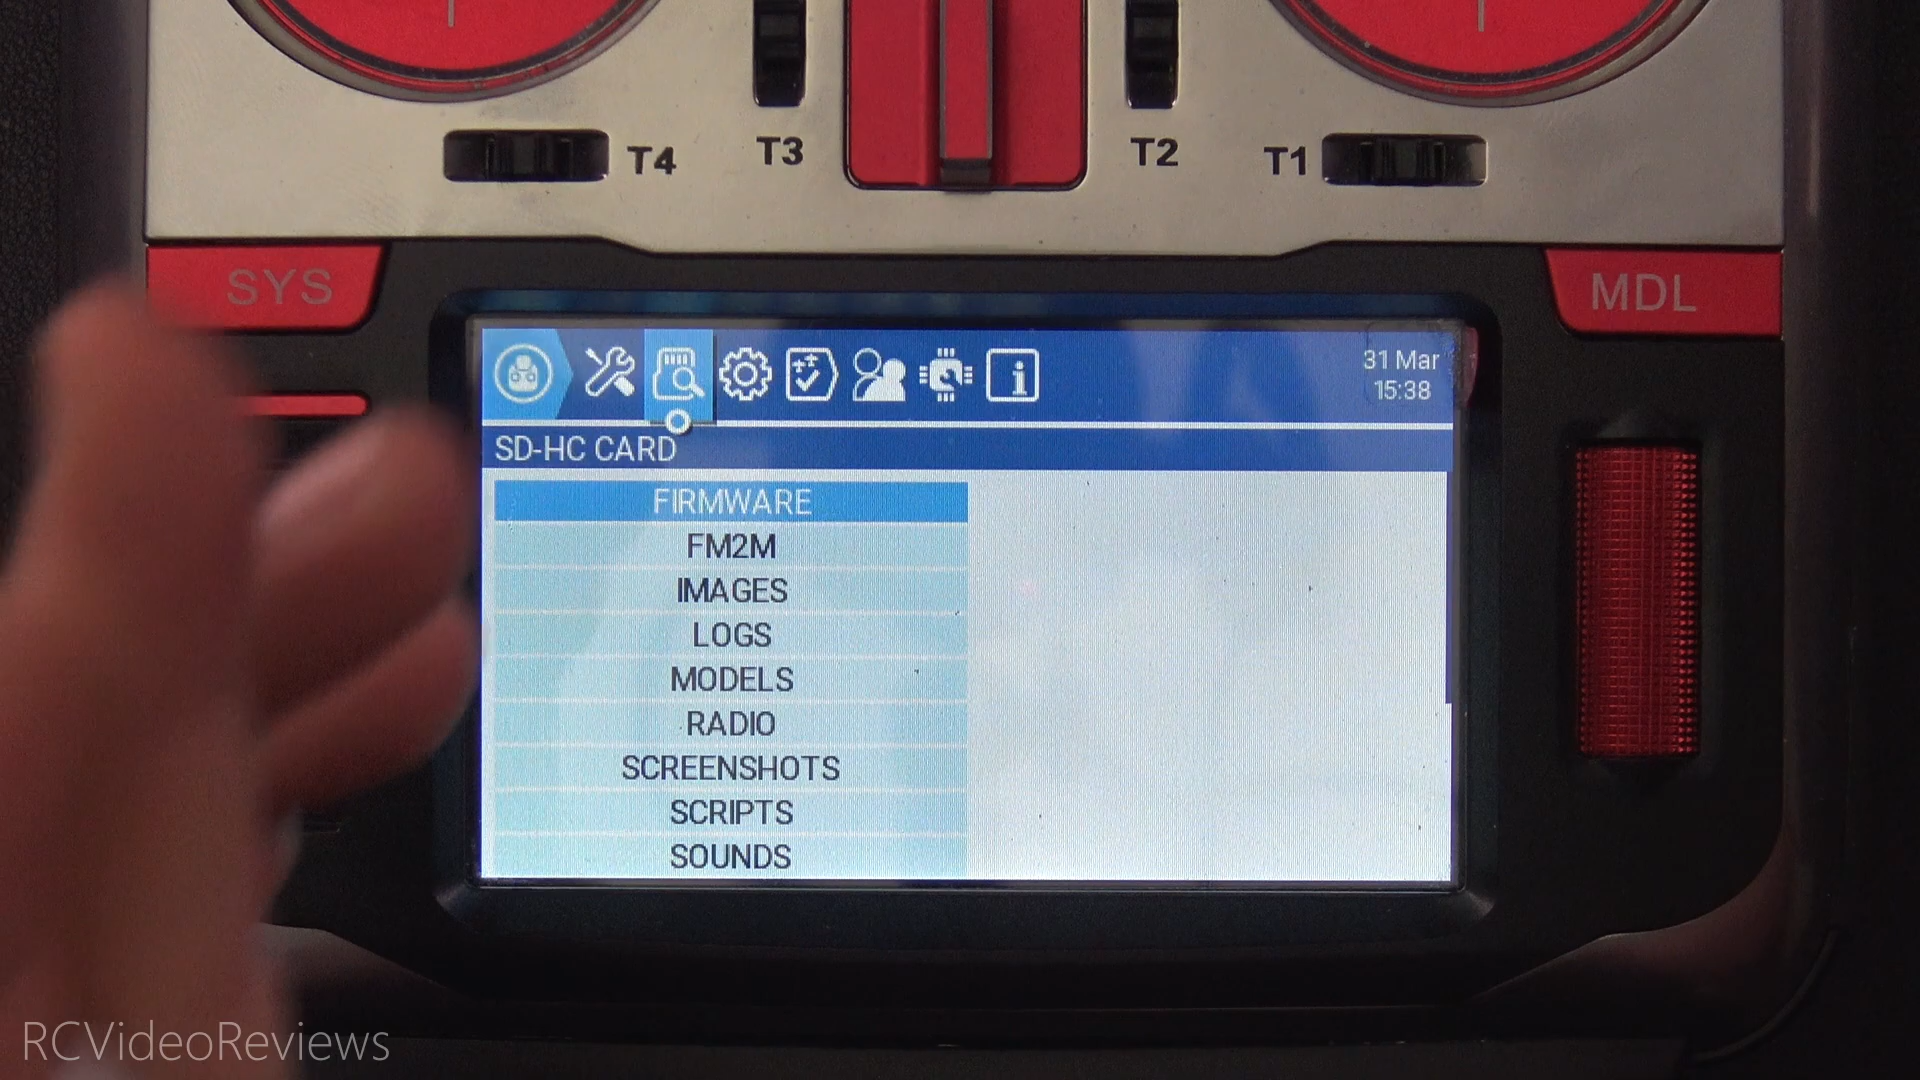 T4
T3
T2
T1
SYS
MDL
31 Mar
15:38
SD-HC CARD
FIRMWARE
FM2M
IMAGES
LOGS
MODELS
RADIO
SCREENSHOTS
SCRIPTS
SOUNDS
RCVideoReviews